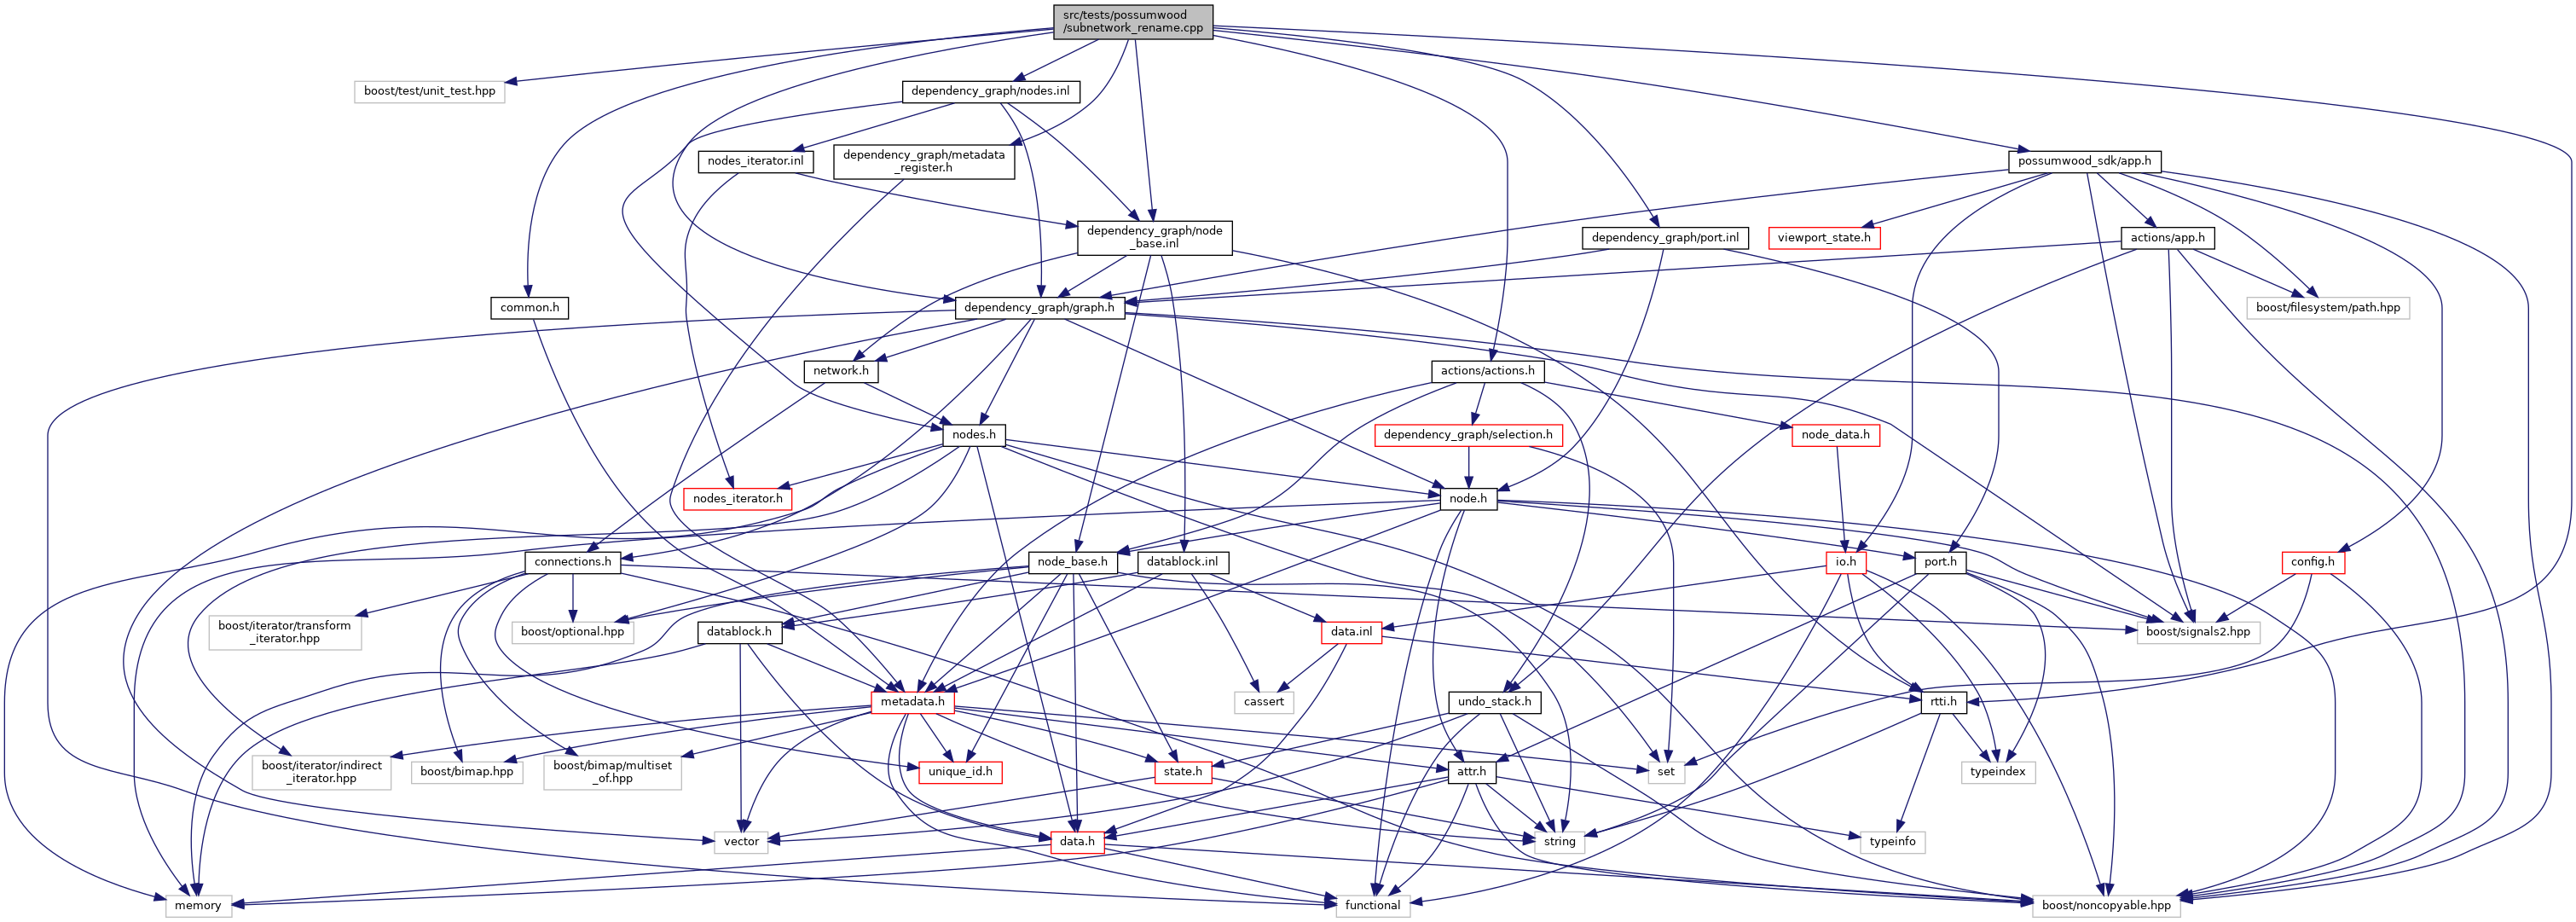 src/tests/possumwood
/subnetwork_rename.cpp
boost/test/unit_test.hpp
dependency_graph/nodes.inl
nodes_iterator.inl
dependency_graph/metadata
_register.h
possumwood_sdk/app.h
dependency_graph/node
_base.inl
dependency_graph/port.inl
viewport_state.h
actions/app.h
common.h
dependency_graph/graph.h
boost/filesystem/path.hpp
network.h
actions/actions.h
nodes.h
dependency_graph/selection.h
node_data.h
nodes_iterator.h
node.h
connections.h
node_base.h
datablock.inl
io.h
port.h
config.h
boost/iterator/transform
_iterator.hpp
boost/optional.hpp
datablock.h
data.inl
boost/signals2.hpp
metadata.h
cassert
undo_stack.h
rtti.h
boost/iterator/indirect
_iterator.hpp
boost/bimap.hpp
boost/bimap/multiset
_of.hpp
unique_id.h
state.h
attr.h
set
typeindex
vector
data.h
string
typeinfo
memory
functional
boost/noncopyable.hpp